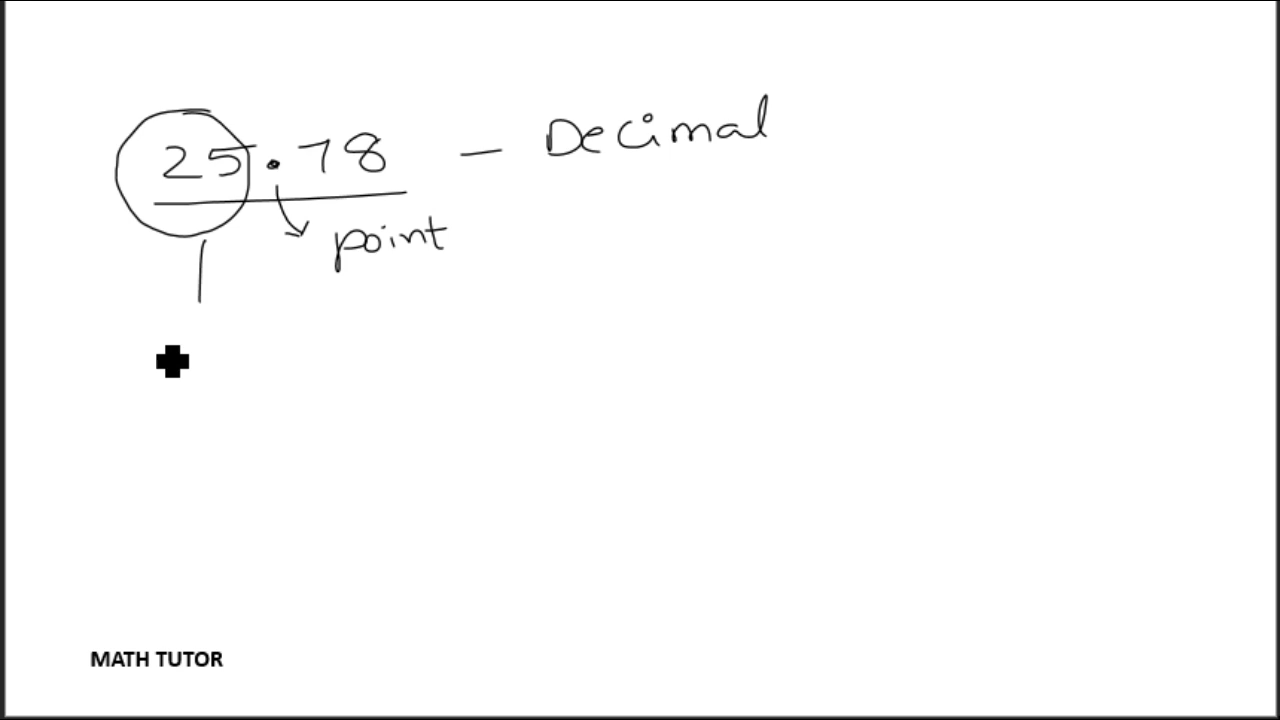 25.78 – Decimal
point
MATH TUTOR